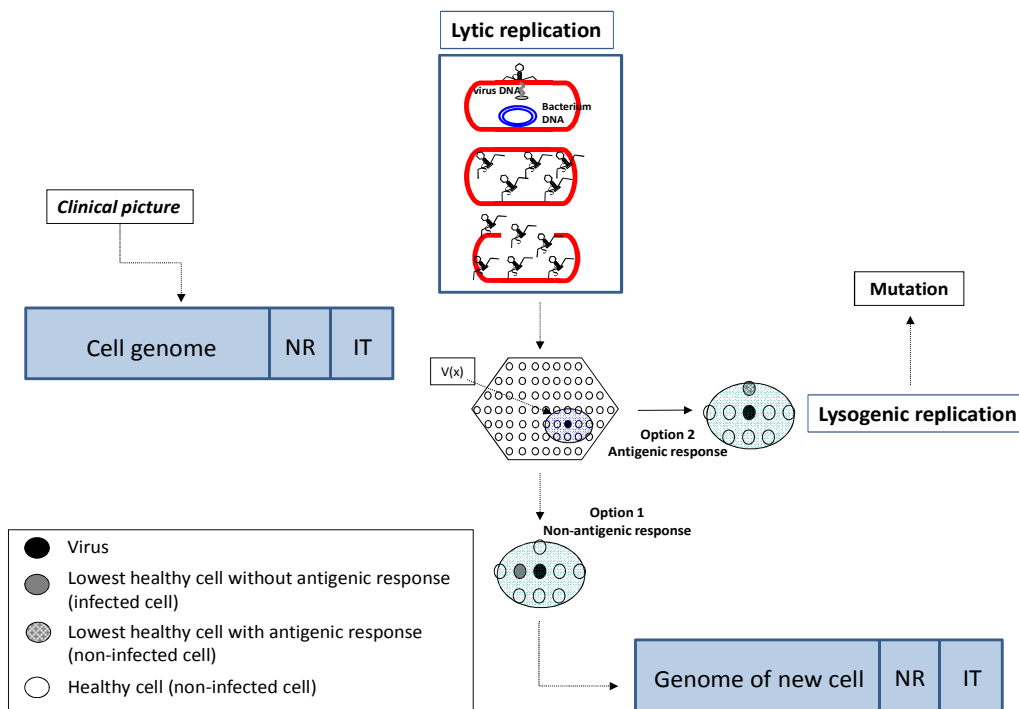 Lytic replication
virus DNA
Bacterium
DNA
Clinical picture
Mutation
Cell genome
NR
IT
V(x)
Lysogenic replication
Option 2
Antigenic response
Option 1
Non-antigenic response
Virus
Lowest healthy cell without antigenic response
(infected cell)
Lowest healthy cell with antigenic response
(non-infected cell)
Healthy cell (non-infected cell)
Genome of new cell
NR
IT